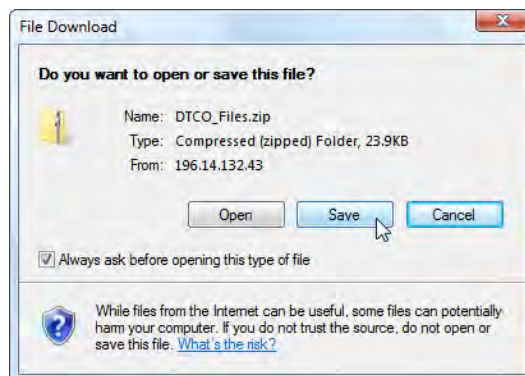 File Download
Do you want to open or save this file?
Name: DTCO_Files.zip
Type: Compressed (zipped) Folder, 23.9KB
From: 196.14.132.43
Open Save Cancel
Always ask before opening this type of file
While files from the Internet can be useful, some files can potentially
harm your computer. If you do not trust the source, do not open or
save this file. What's the risk?